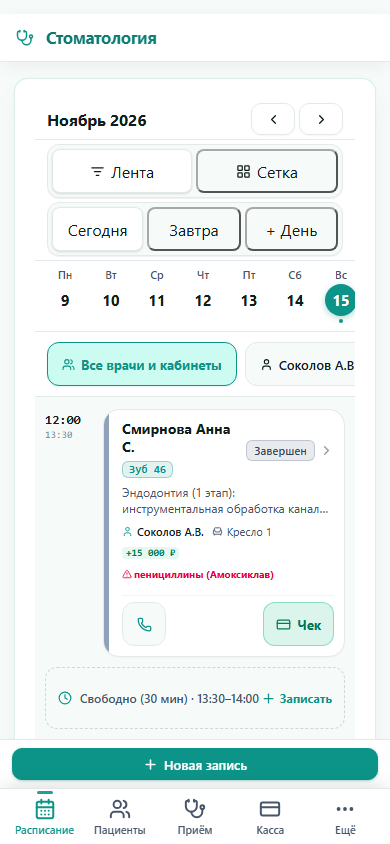 Стоматология
Ноябрь 2026
Лента
Сетка
Сегодня
Завтра
+ День
Пн Вт Ср Чт Пт Сб Вс
9 10 11 12 13 14 15
Все врачи и кабинеты
Соколов А.В
12:00
13:30
Смирнова Анна
С.
Завершен
Зуб 46
Эндодонтия (1 этап):
инструментальная обработка канал...
Соколов А.В. Кресло 1
+15 000 ₽
пенициллины (Амоксиклав)
Чек
Свободно (30 мин) · 13:30–14:00 + Записать
+ Новая запись
Расписание Пациенты Приём Касса Ещё